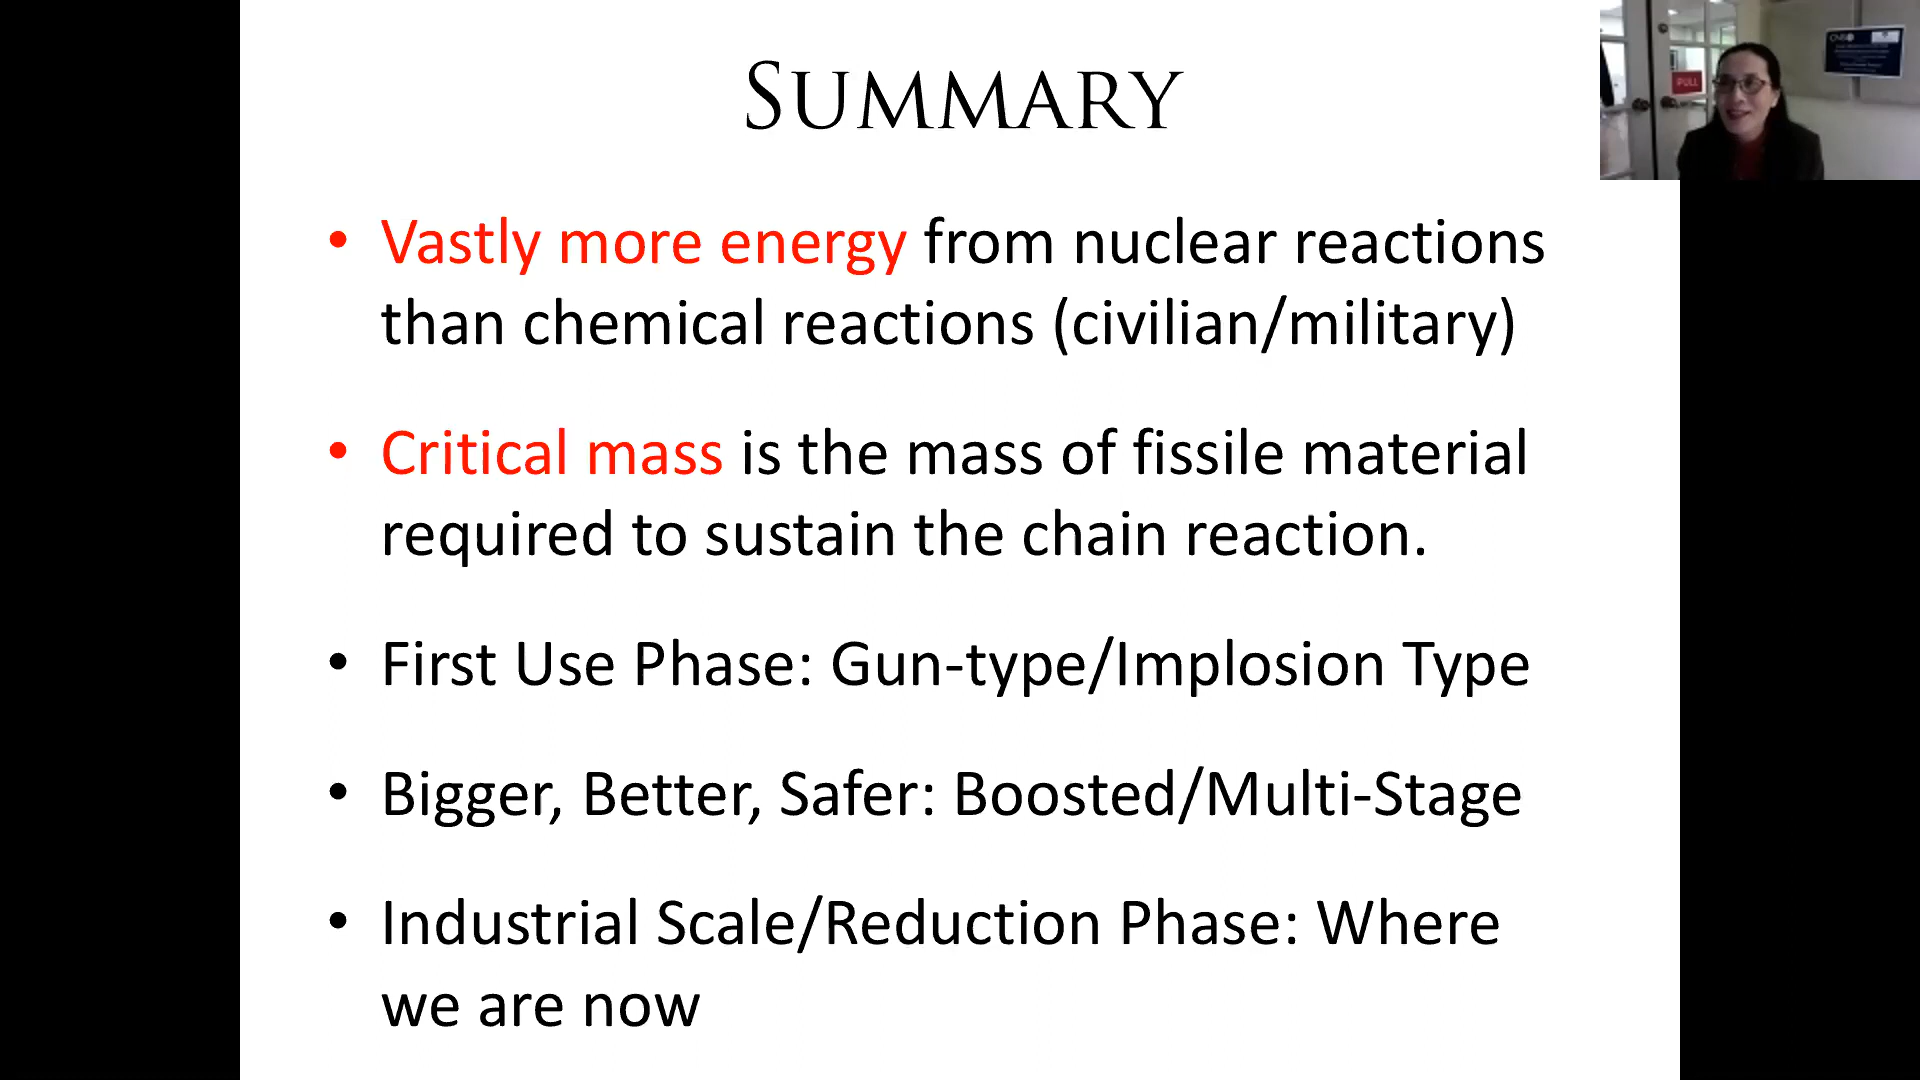 SUMMARY
• Vastly more energy from nuclear reactions
than chemical reactions (civilian/military)
• Critical mass is the mass of fissile material
required to sustain the chain reaction.
• First Use Phase: Gun-type/Implosion Type
• Bigger, Better, Safer: Boosted/Multi-Stage
• Industrial Scale/Reduction Phase: Where
we are now
PULL